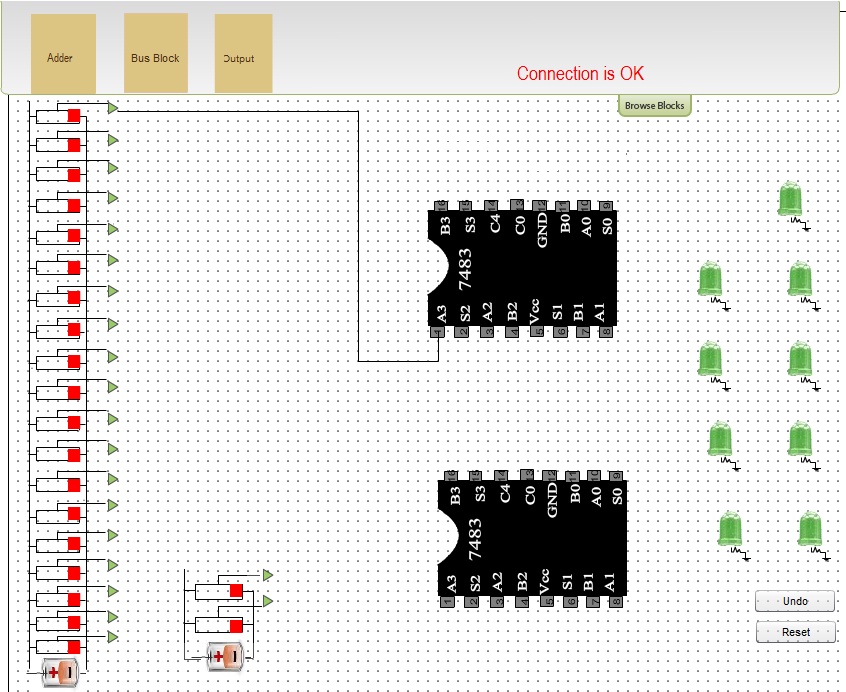 Adder
Bus Block
Output
Connection is OK
Browse Blocks
16 15 14 13 12 11 10 9
B3 S3 C4 C0 GND B0 A0 S0
7483
A3 S2 A2 B2 Vcc S1 B1 A1
1 2 3 4 5 6 7 8
16 15 14 13 12 11 10 9
B3 S3 C4 C0 GND B0 A0 S0
7483
A3 S2 A2 B2 Vcc S1 B1 A1
1 2 3 4 5 6 7 8
Undo
Reset